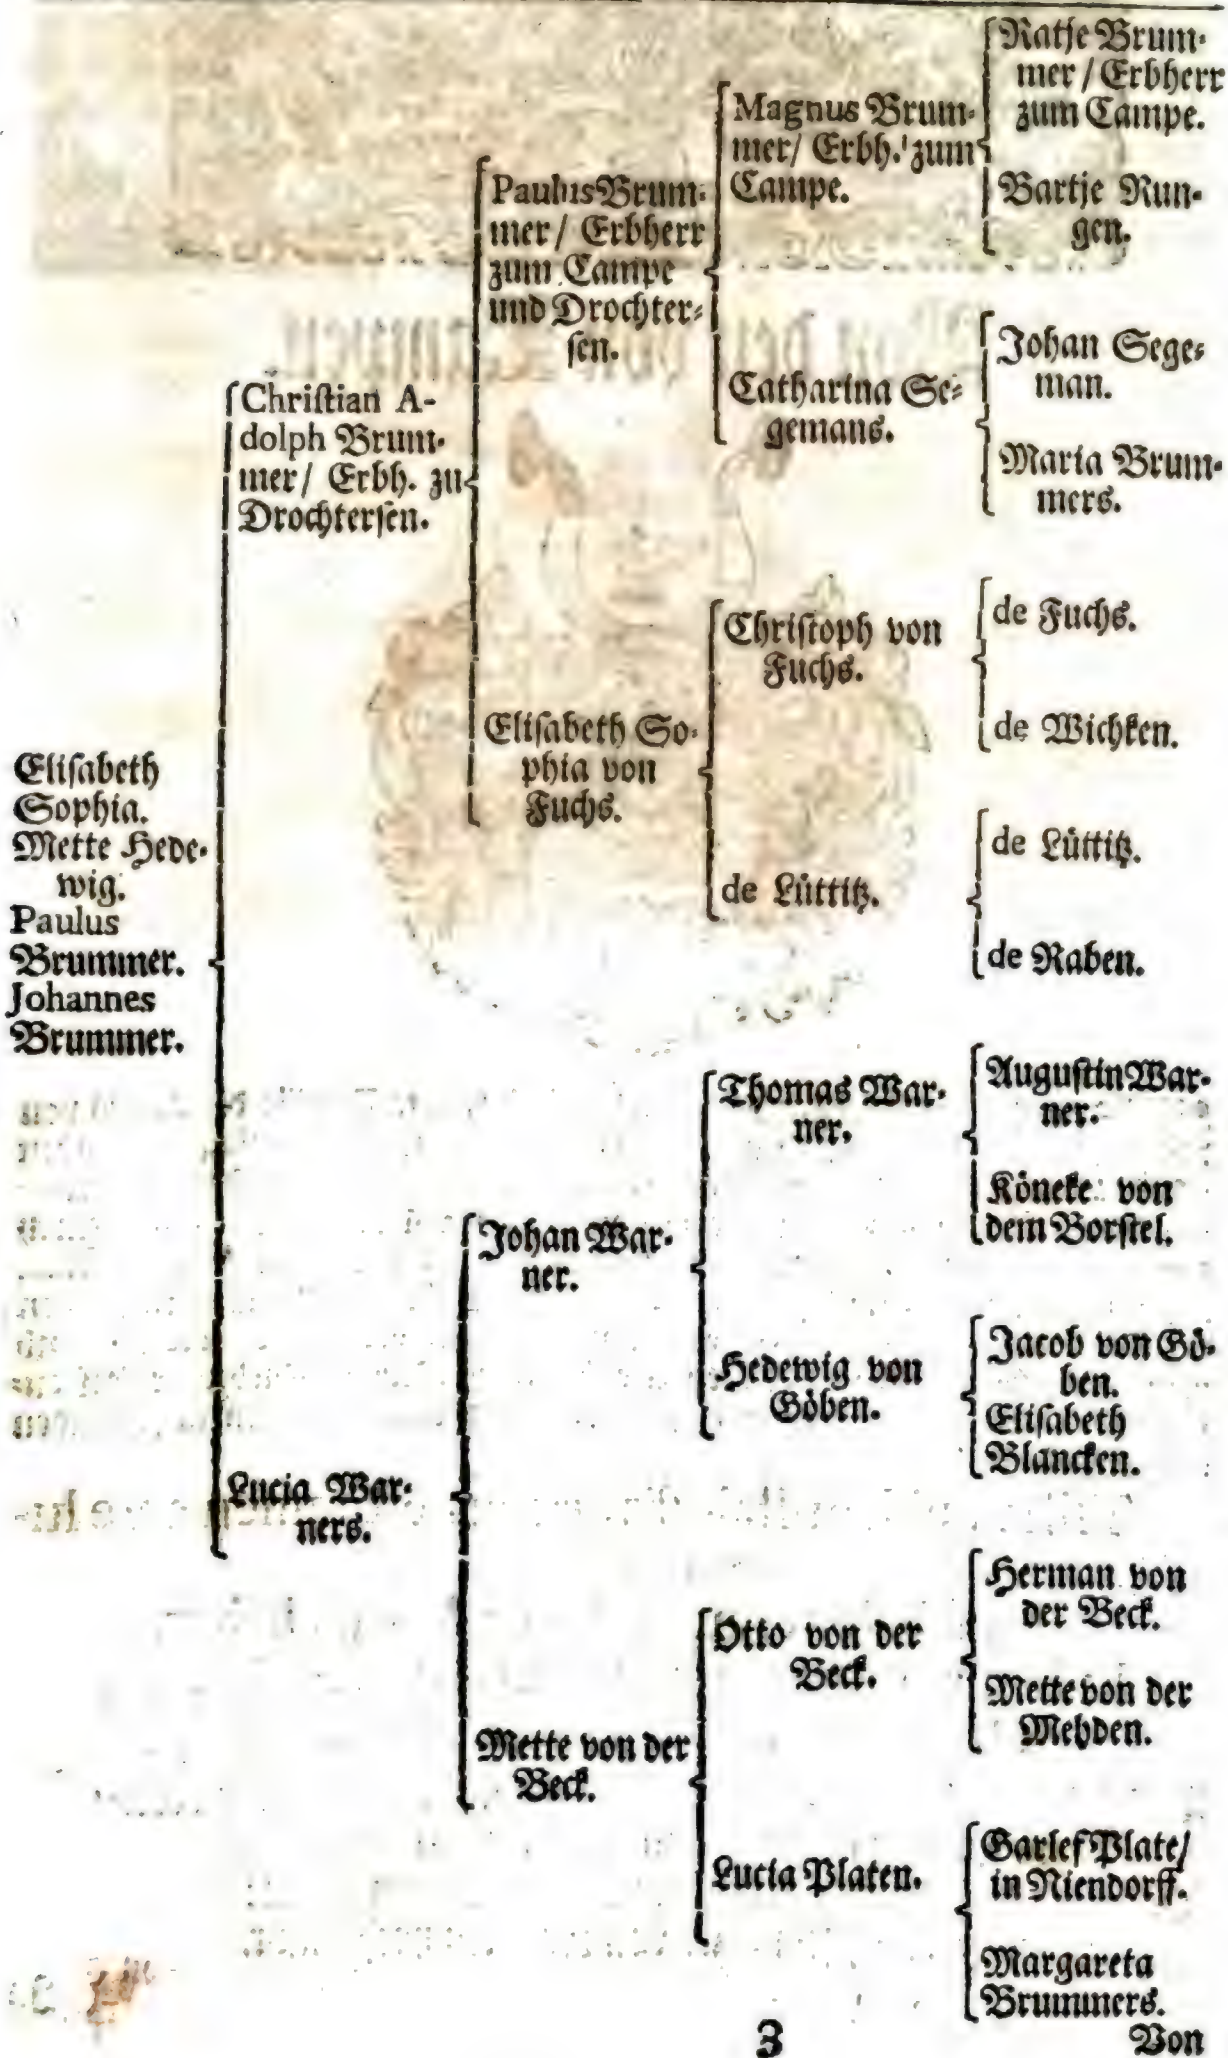 Elisabeth
Sophia.
Mette Hede-
wig.
Paulus
Brummer.
Johannes
Brummer.
Christian A-
dolph Brum-
mer / Erbh. zu
Drochtersen.
Lucia War-
ners.
Paulus Brum-
mer / Erbherr
zum Campe
und Drochter-
sen.
Elisabeth So-
phia von
Fuchs.
Johan War-
ner.
Mette von der
Beck.
Magnus Brum-
mer / Erbh. zum
Campe.
Catharina Se-
gemans.
Christoph von
Fuchs.
de Lüttitz.
Thomas War-
ner.
Hedewig von
Göben.
Otto von der
Beck.
Lucia Platen.
Ratje Brum-
mer / Erbherr
zum Campe.
Bartje Run-
gen.
Johan Sege-
man.
Maria Brum-
mers.
de Fuchs.
de Wichken.
de Lüttitz.
de Raben.
Augustin War-
ner.
Köneke von
dem Borstel.
Jacob von Gö-
ben.
Elisabeth
Blancken.
Herman von
der Beck.
Mette von der
Mehden.
Garlef Plate /
in Niendorff.
Margareta
Brummers.
3
Von